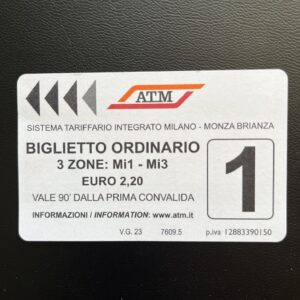 ATM
SISTEMA TARIFFARIO INTEGRATO MILANO - MONZA BRIANZA
BIGLIETTO ORDINARIO
3 ZONE: Mi1 - Mi3
EURO 2,20
1
VALE 90' DALLA PRIMA CONVALIDA
INFORMAZIONI / INFORMATION: www.atm.it
V.G. 23 7609.5 p.iva 12883390150